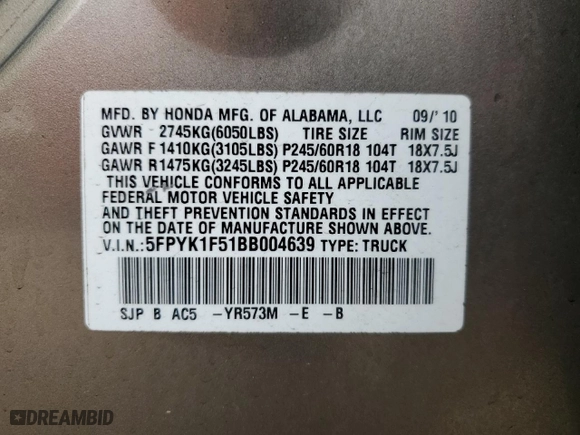 MFD. BY HONDA MFG. OF ALABAMA, LLC 09/'10
GVWR 2745KG(6050LBS) TIRE SIZE RIM SIZE
GAWR F 1410KG(3105LBS) P245/60R18 104T 18X7.5J
GAWR R 1475KG(3245LBS) P245/60R18 104T 18X7.5J
THIS VEHICLE CONFORMS TO ALL APPLICABLE
FEDERAL MOTOR VEHICLE SAFETY
AND THEFT PREVENTION STANDARDS IN EFFECT
ON THE DATE OF MANUFACTURE SHOWN ABOVE.
V.I.N.: 5FPYK1F51BB004639 TYPE: TRUCK
SJP B AC5 -YR573M -E -B
DREAMBID